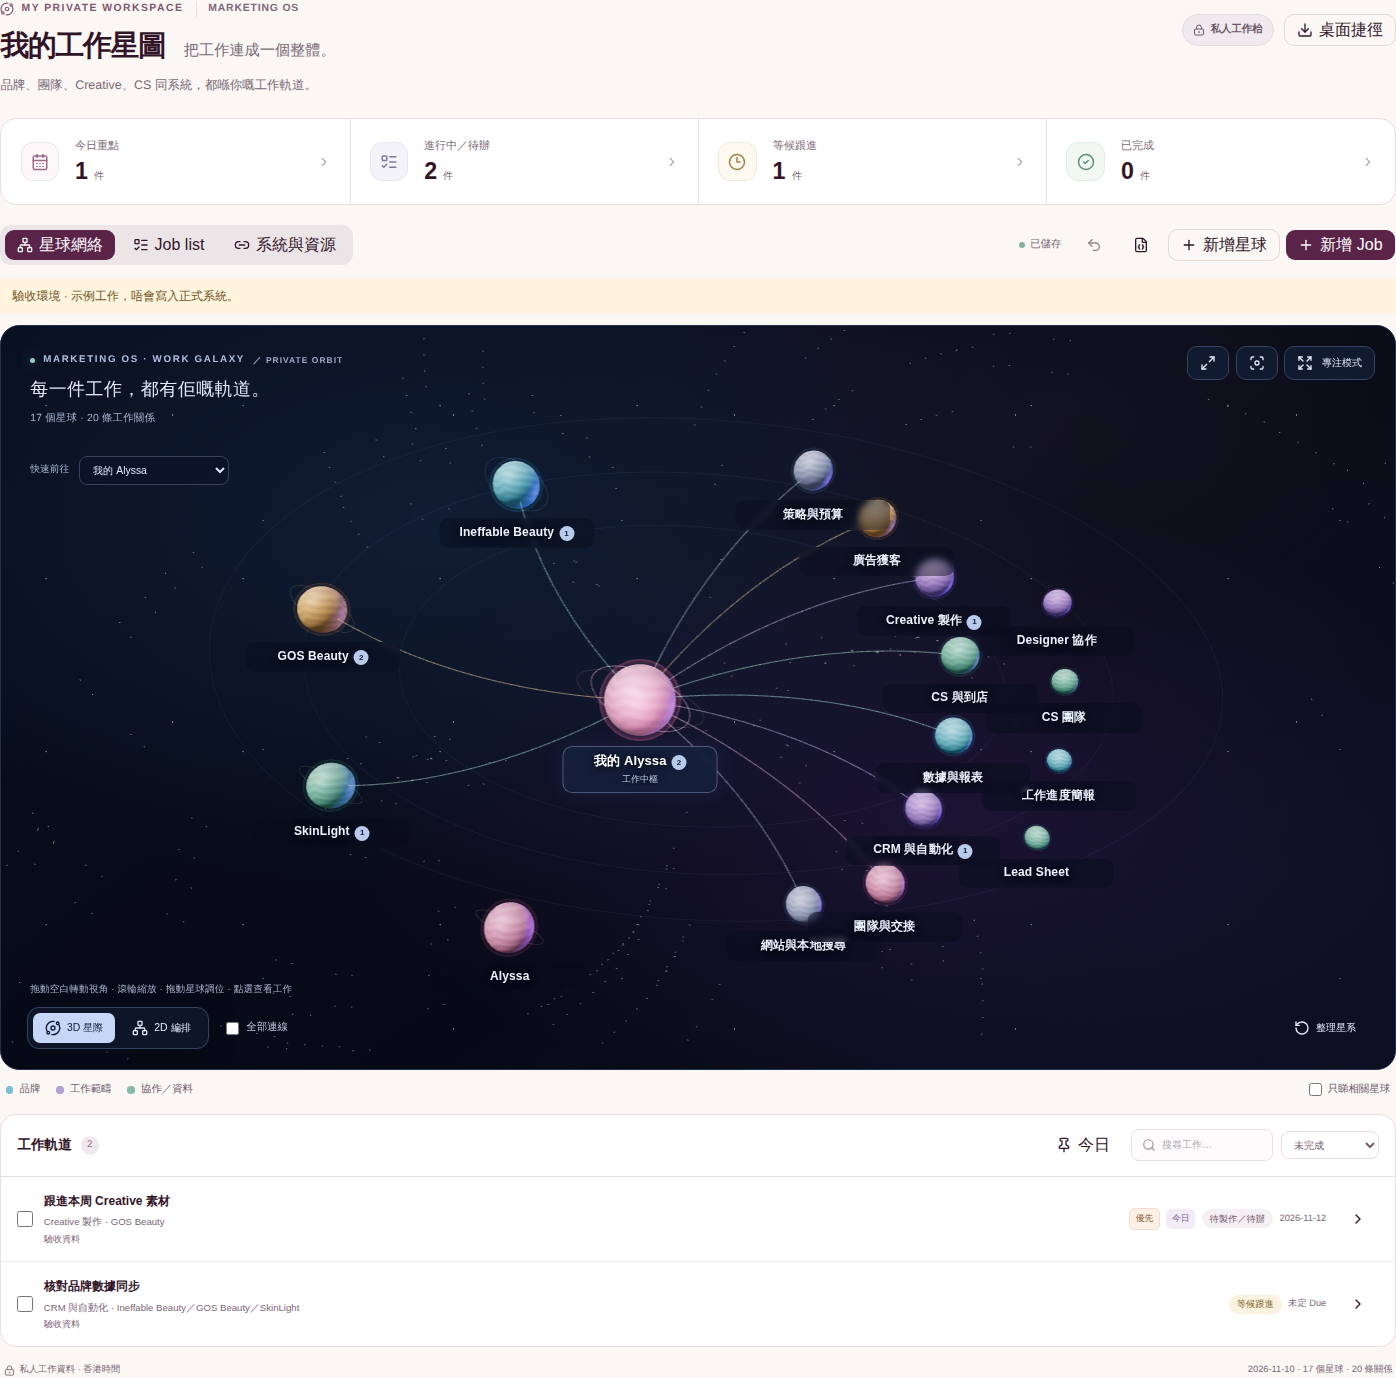 MY PRIVATE WORKSPACE MARKETING OS
我的工作星圖 把工作連成一個整體。
品牌、團隊、Creative、CS 同系統，都喺你嘅工作軌道。
私人工作枱
桌面捷徑
今日重點
1 件
進行中／待辦
2 件
等候跟進
1 件
已完成
0 件
星球網絡
Job list
系統與資源
已儲存
新增星球
新增 Job
驗收環境 · 示例工作，唔會寫入正式系統。
MARKETING OS · WORK GALAXY ／ PRIVATE ORBIT
每一件工作，都有佢嘅軌道。
17 個星球 · 20 條工作關係
專注模式
快速前往 我的 Alyssa
策略與預算
Ineffable Beauty 1
廣告獲客
Creative 製作 1
Designer 協作
GOS Beauty 2
CS 與到店
CS 團隊
我的 Alyssa 2
工作中樞
數據與報表
工作進度簡報
SkinLight 1
CRM 與自動化 1
Lead Sheet
團隊與交接
網站與本地搜尋
Alyssa
拖動空白轉動視角 · 滾輪縮放 · 拖動星球調位 · 點選查看工作
3D 星際
2D 編排
全部連線
整理星系
品牌
工作範疇
協作／資料
只睇相關星球
工作軌道 2
今日
搜尋工作…
未完成
跟進本周 Creative 素材
Creative 製作 · GOS Beauty
驗收資料
優先 今日 待製作／待辦 2026-11-12
核對品牌數據同步
CRM 與自動化 · Ineffable Beauty／GOS Beauty／SkinLight
驗收資料
等候跟進 未定 Due
私人工作資料 · 香港時間
2026-11-10 · 17 個星球 · 20 條關係